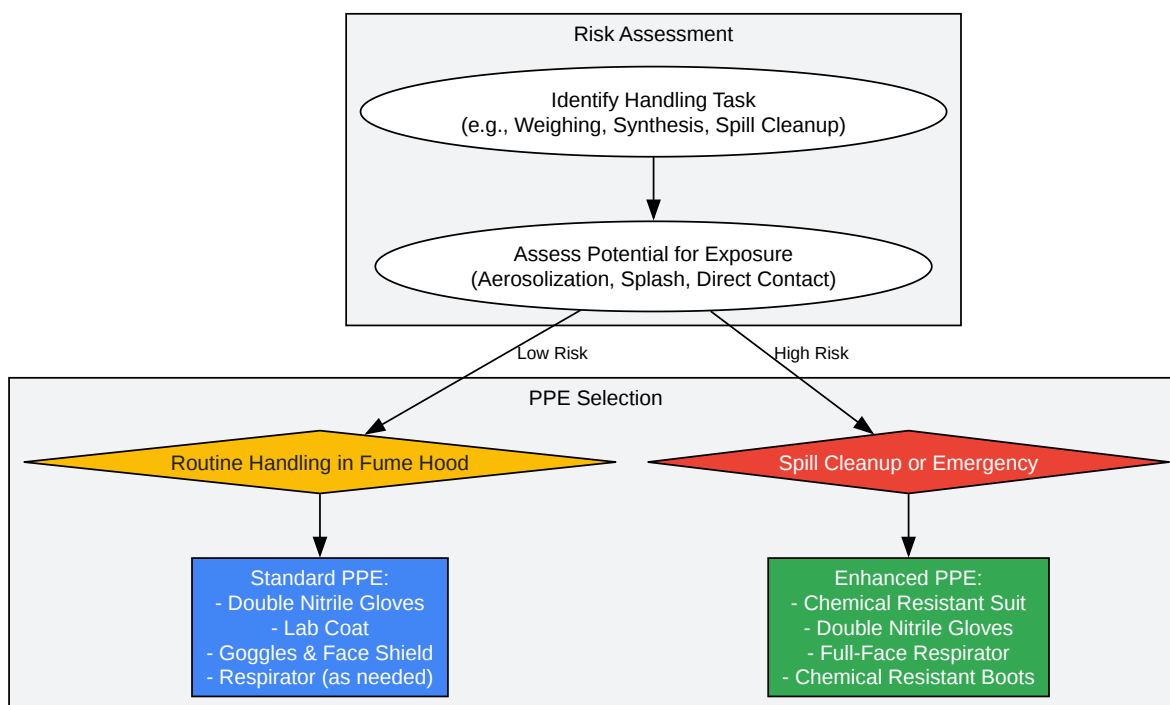 Risk Assessment
Identify Handling Task
(e.g., Weighing, Synthesis, Spill Cleanup)
Assess Potential for Exposure
(Aerosolization, Splash, Direct Contact)
Low Risk
High Risk
PPE Selection
Routine Handling in Fume Hood
Spill Cleanup or Emergency
Standard PPE:
- Double Nitrile Gloves
- Lab Coat
- Goggles & Face Shield
- Respirator (as needed)
Enhanced PPE:
- Chemical Resistant Suit
- Double Nitrile Gloves
- Full-Face Respirator
- Chemical Resistant Boots